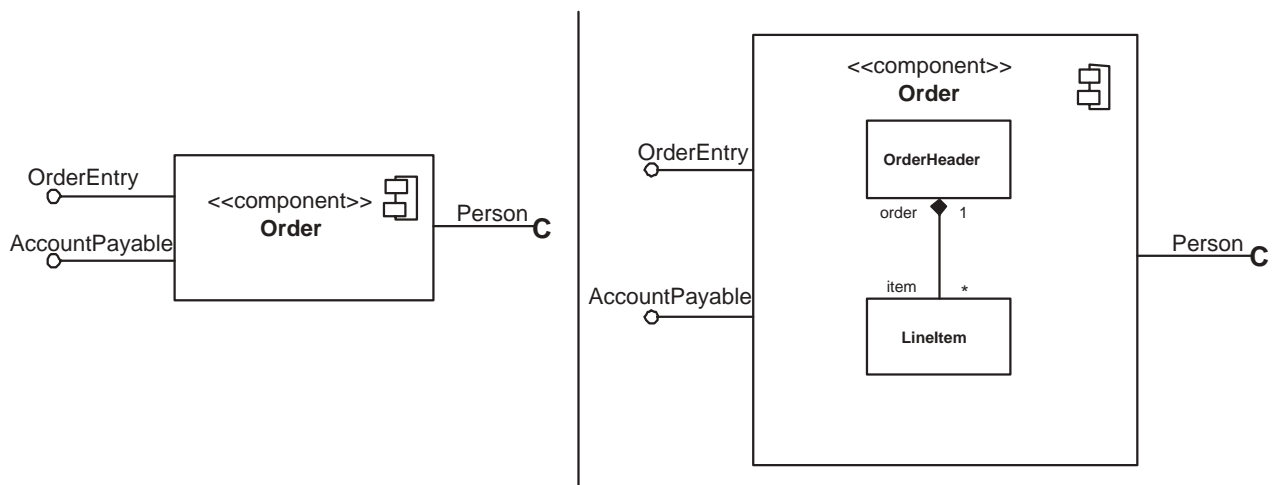 OrderEntry
AccountPayable
<<component>>
Order
Person
<<component>>
Order
OrderEntry
AccountPayable
OrderHeader
order 1
item *
LineItem
Person